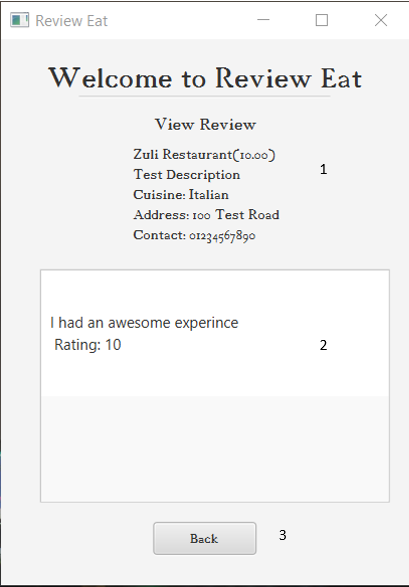 Review Eat
Welcome to Review Eat
View Review
Zuli Restaurant(10.00)
1
Test Description
Cuisine: Italian
Address: 100 Test Road
Contact: 01234567890
I had an awesome experince
Rating: 10
2
Back
3